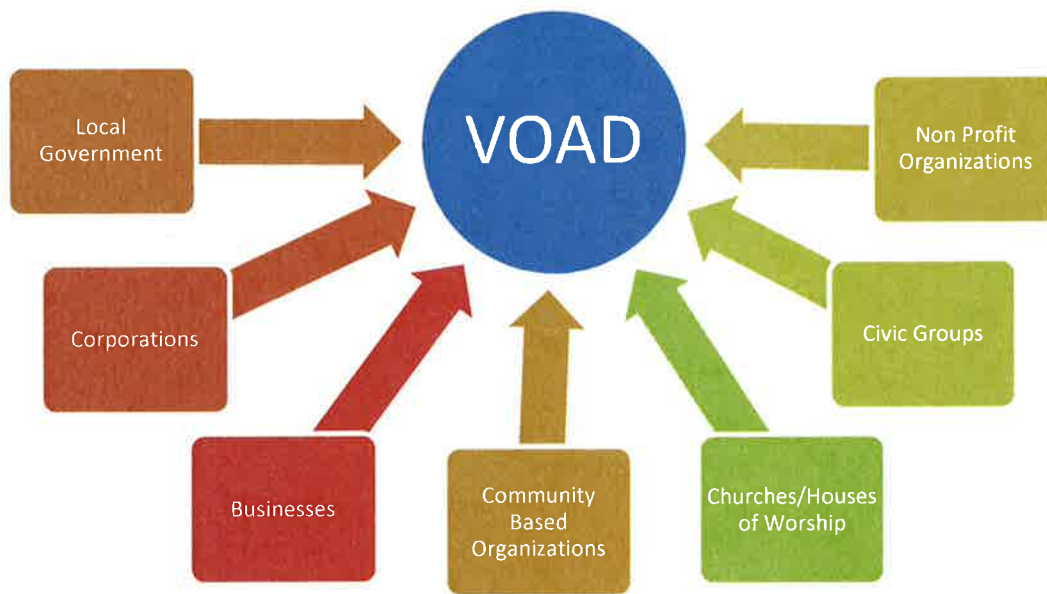 VOAD
Local
Government
Non Profit
Organizations
Corporations
Civic Groups
Businesses
Community
Based
Organizations
Churches/Houses
of Worship